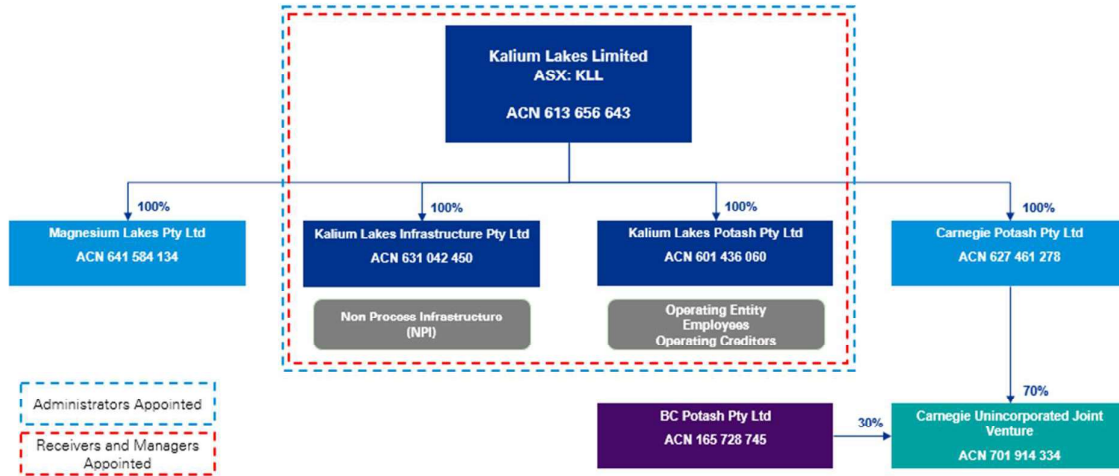 Kalium Lakes Limited
ASX: KLL
ACN 613 656 643
100%
100%
100%
100%
Magnesium Lakes Pty Ltd
ACN 641 584 134
Kalium Lakes Infrastructure Pty Ltd
ACN 631 042 450
Kalium Lakes Potash Pty Ltd
ACN 601 436 060
Carnegie Potash Pty Ltd
ACN 627 461 278
Non Process Infrastructure
(NPI)
Operating Entity
Employees
Operating Creditors
Administrators Appointed
Receivers and Managers
Appointed
BC Potash Pty Ltd
ACN 165 728 745
30%
70%
Carnegie Unincorporated Joint
Venture
ACN 701 914 334